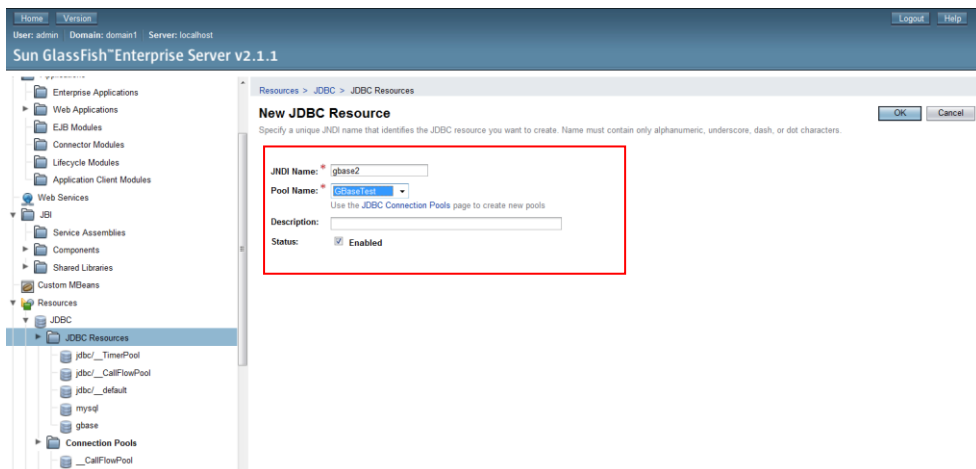 Home Version Logout Help
User: admin Domain: domain1 Server: localhost
Sun GlassFish™ Enterprise Server v2.1.1
Enterprise Applications
Web Applications
EJB Modules
Connector Modules
Lifecycle Modules
Application Client Modules
Web Services
JBI
Service Assemblies
Components
Shared Libraries
Custom MBeans
Resources
JDBC
JDBC Resources
jdbc/__TimerPool
jdbc/__CallFlowPool
jdbc/__default
mysql
gbase
Connection Pools
__CallFlowPool
Resources > JDBC > JDBC Resources
New JDBC Resource OK Cancel
Specify a unique JNDI name that identifies the JDBC resource you want to create. Name must contain only alphanumeric, underscore, dash, or dot characters.
JNDI Name: * gbase2
Pool Name: * GBaseTest
Use the JDBC Connection Pools page to create new pools
Description:
Status: Enabled